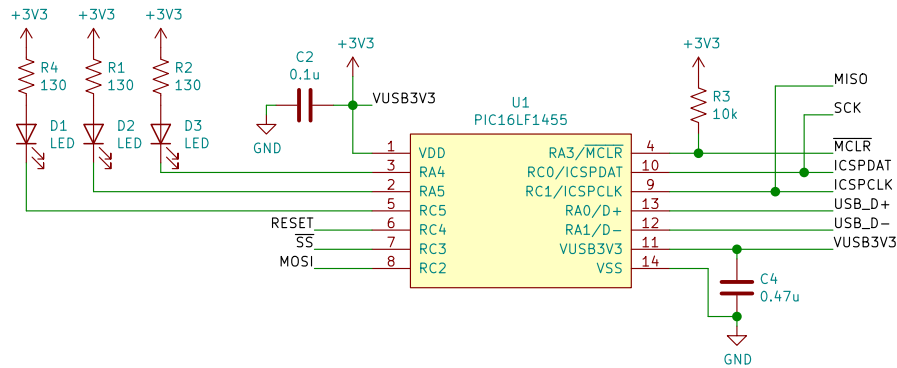 +3V3 +3V3 +3V3
R4 130
R1 130
R2 130
D1 LED
D2 LED
D3 LED
C2
0.1u
GND
+3V3
VUSB3V3
U1
PIC16LF1455
1 VDD
3 RA4
2 RA5
5 RC5
RESET 6 RC4
SS 7 RC3
MOSI 8 RC2
RA3/MCLR 4 MCLR
RC0/ICSPDAT 10 ICSPDAT
RC1/ICSPCLK 9 ICSPCLK
RA0/D+ 13 USB_D+
RA1/D- 12 USB_D-
VUSB3V3 11 VUSB3V3
VSS 14
+3V3
R3
10k
MISO
SCK
C4
0.47u
GND